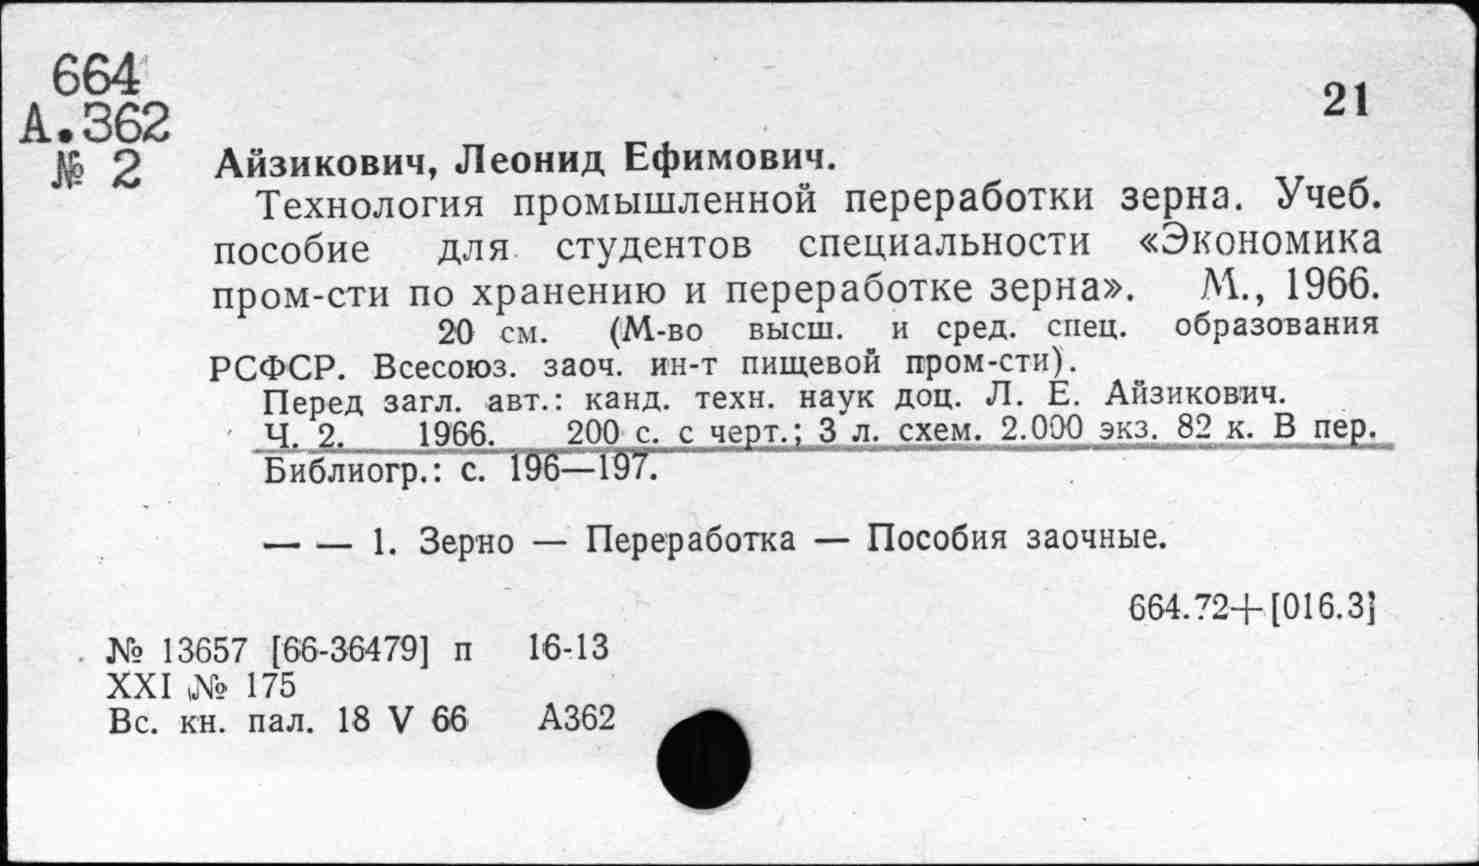 664
А.362
№ 2
21
Айзикович, Леонид Ефимович.
Технология промышленной переработки зерна. Учеб.
пособие для студентов специальности «Экономика
пром-сти по хранению и переработке зерна». М., 1966.
20 см. (М-во высш. и сред. спец. образования
РСФСР. Всесоюз. заоч. ин-т пищевой пром-сти).
Перед загл. авт.: канд. техн. наук доц. Л. Е. Айзикович.
Ч. 2. 1966. 200 с. с черт.; 3 л. схем. 2.000 экз. 82 к. В пер.
Библиогр.: с. 196—197.
— — 1. Зерно — Переработка — Пособия заочные.
664.72+[016.3]
№ 13657 [66-36479] п 16-13
XXI № 175
Вс. кн. пал. 18 V 66 А362